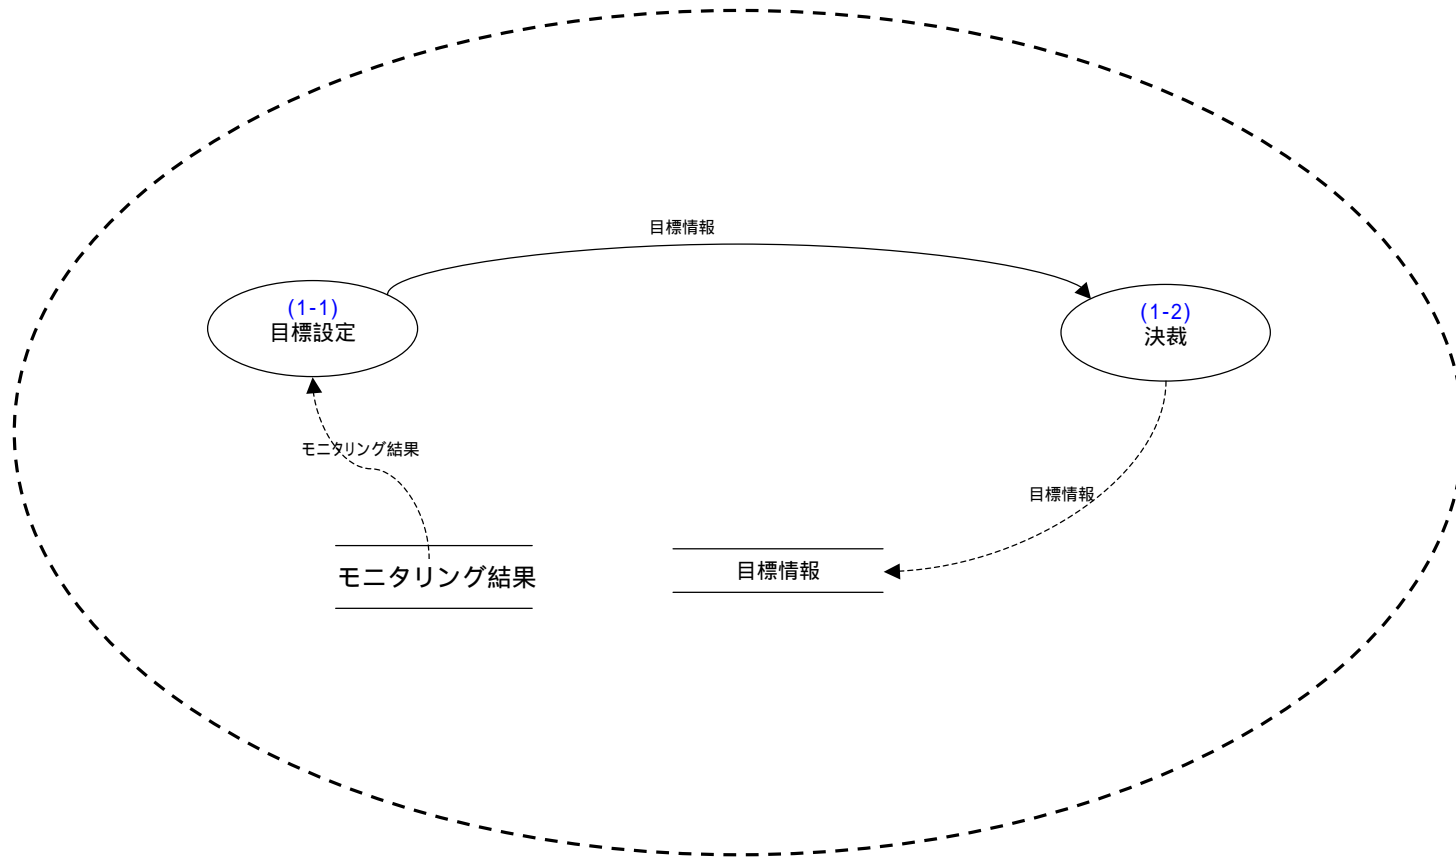 目標情報
(1-1)
目標設定
(1-2)
決裁
モニタリング結果
目標情報
モニタリング結果
目標情報